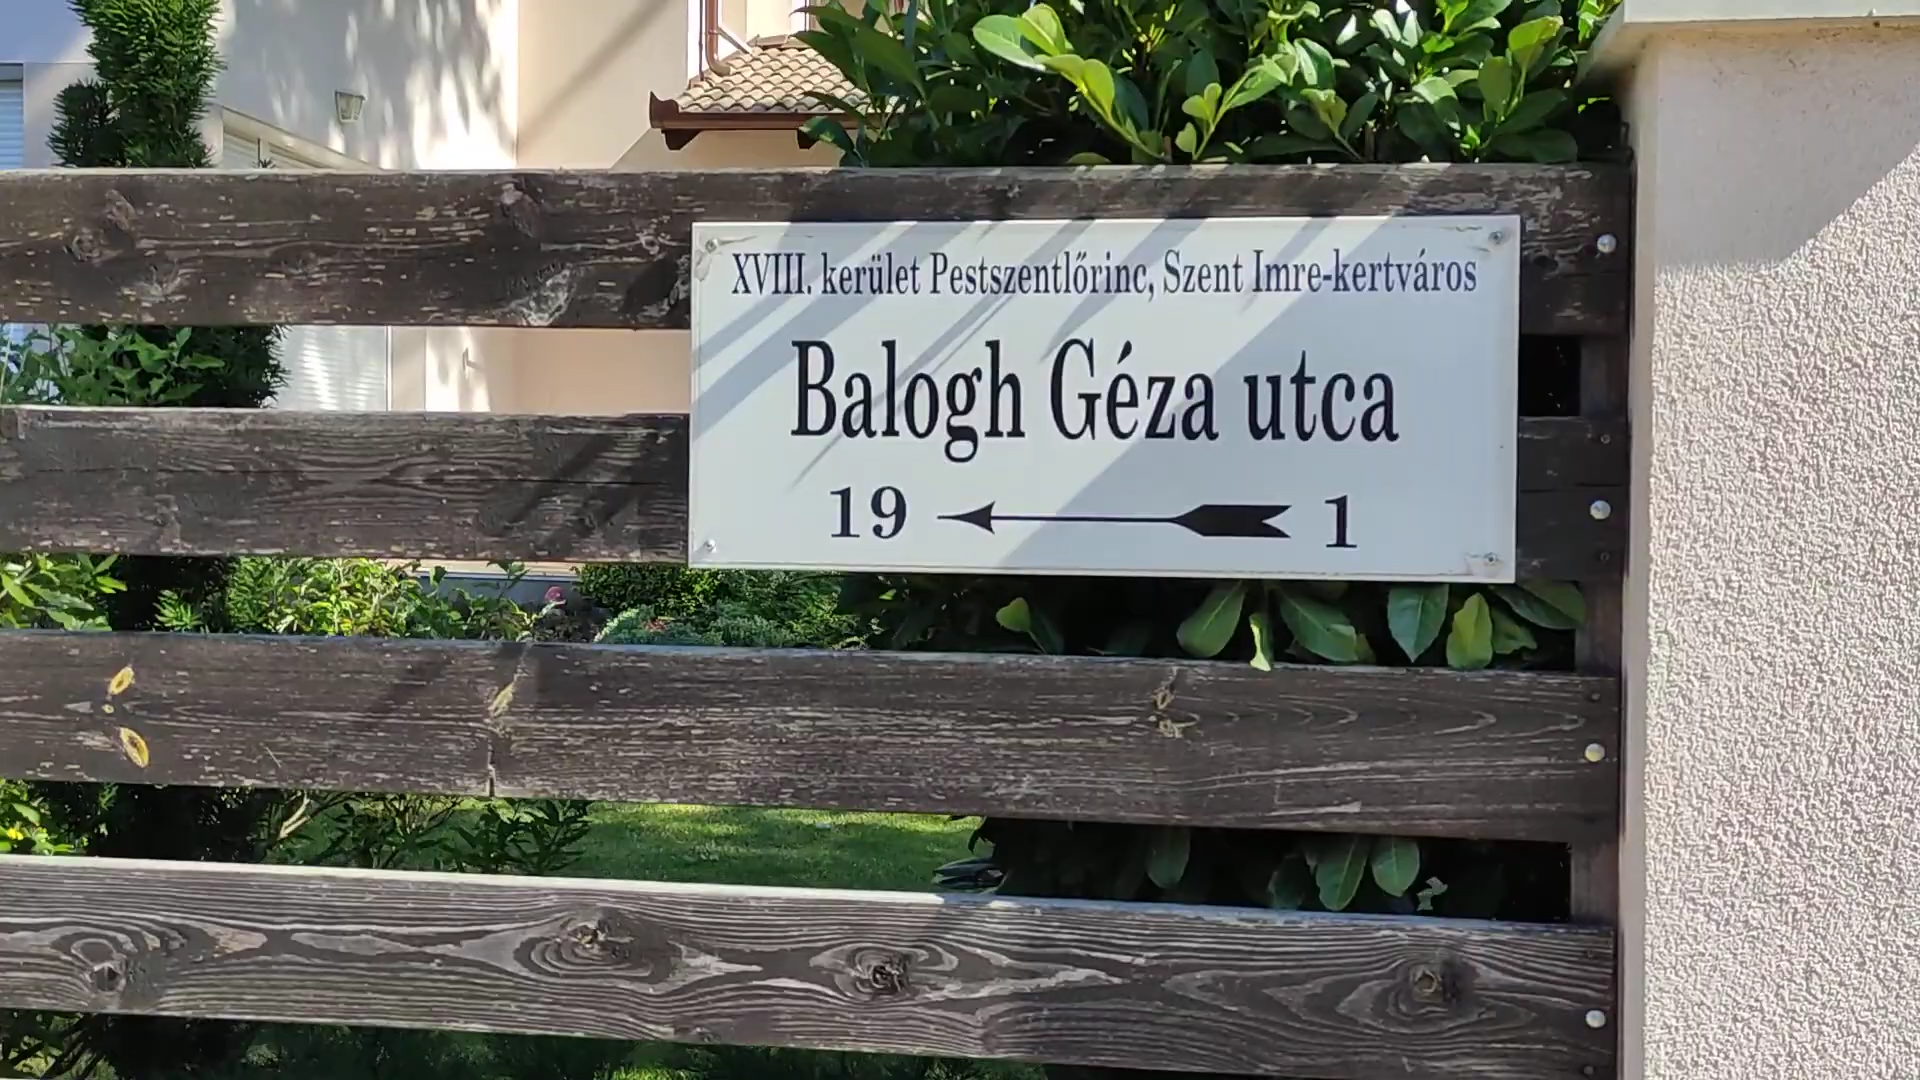 XVIII. kerület Pestszentlőrinc, Szent Imre-kertváros
Balogh Géza utca
19 1